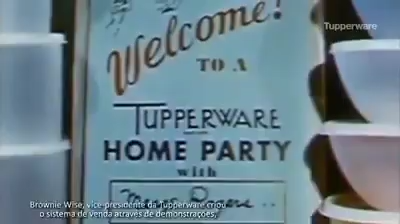 Tupperware
Welcome!
TO A
TUPPERWARE
HOME PARTY
with
Brownie Wise, vice-presidente da Tupperware criou
o sistema de venda através de demonstrações,